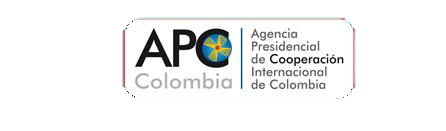 APC
Colombia
Agencia
Presidencial
de Cooperación
Internacional
de Colombia